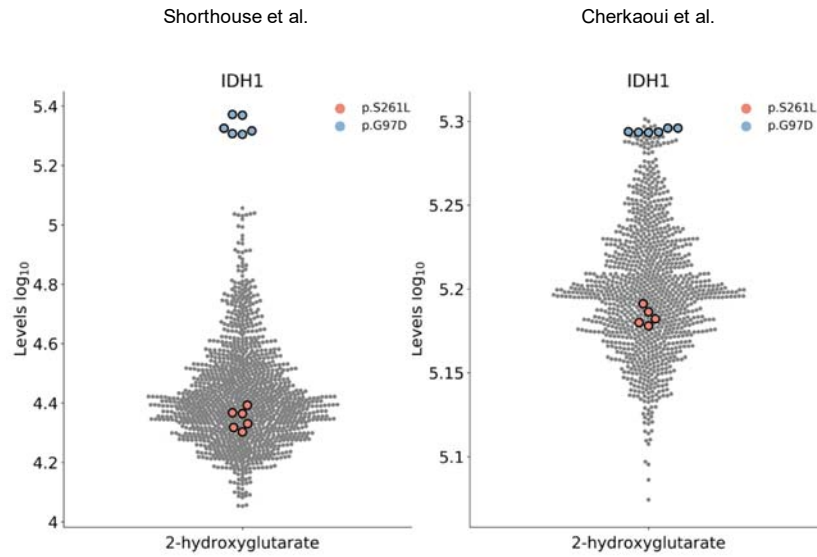 Shorthouse et al.
IDH1
p.S261L
p.G97D
5.4
5.2
5
4.8
4.6
4.4
4.2
4
Levels log₁₀
2-hydroxyglutarate
Cherkaoui et al.
IDH1
p.S261L
p.G97D
5.3
5.25
5.2
5.15
5.1
Levels log₁₀
2-hydroxyglutarate